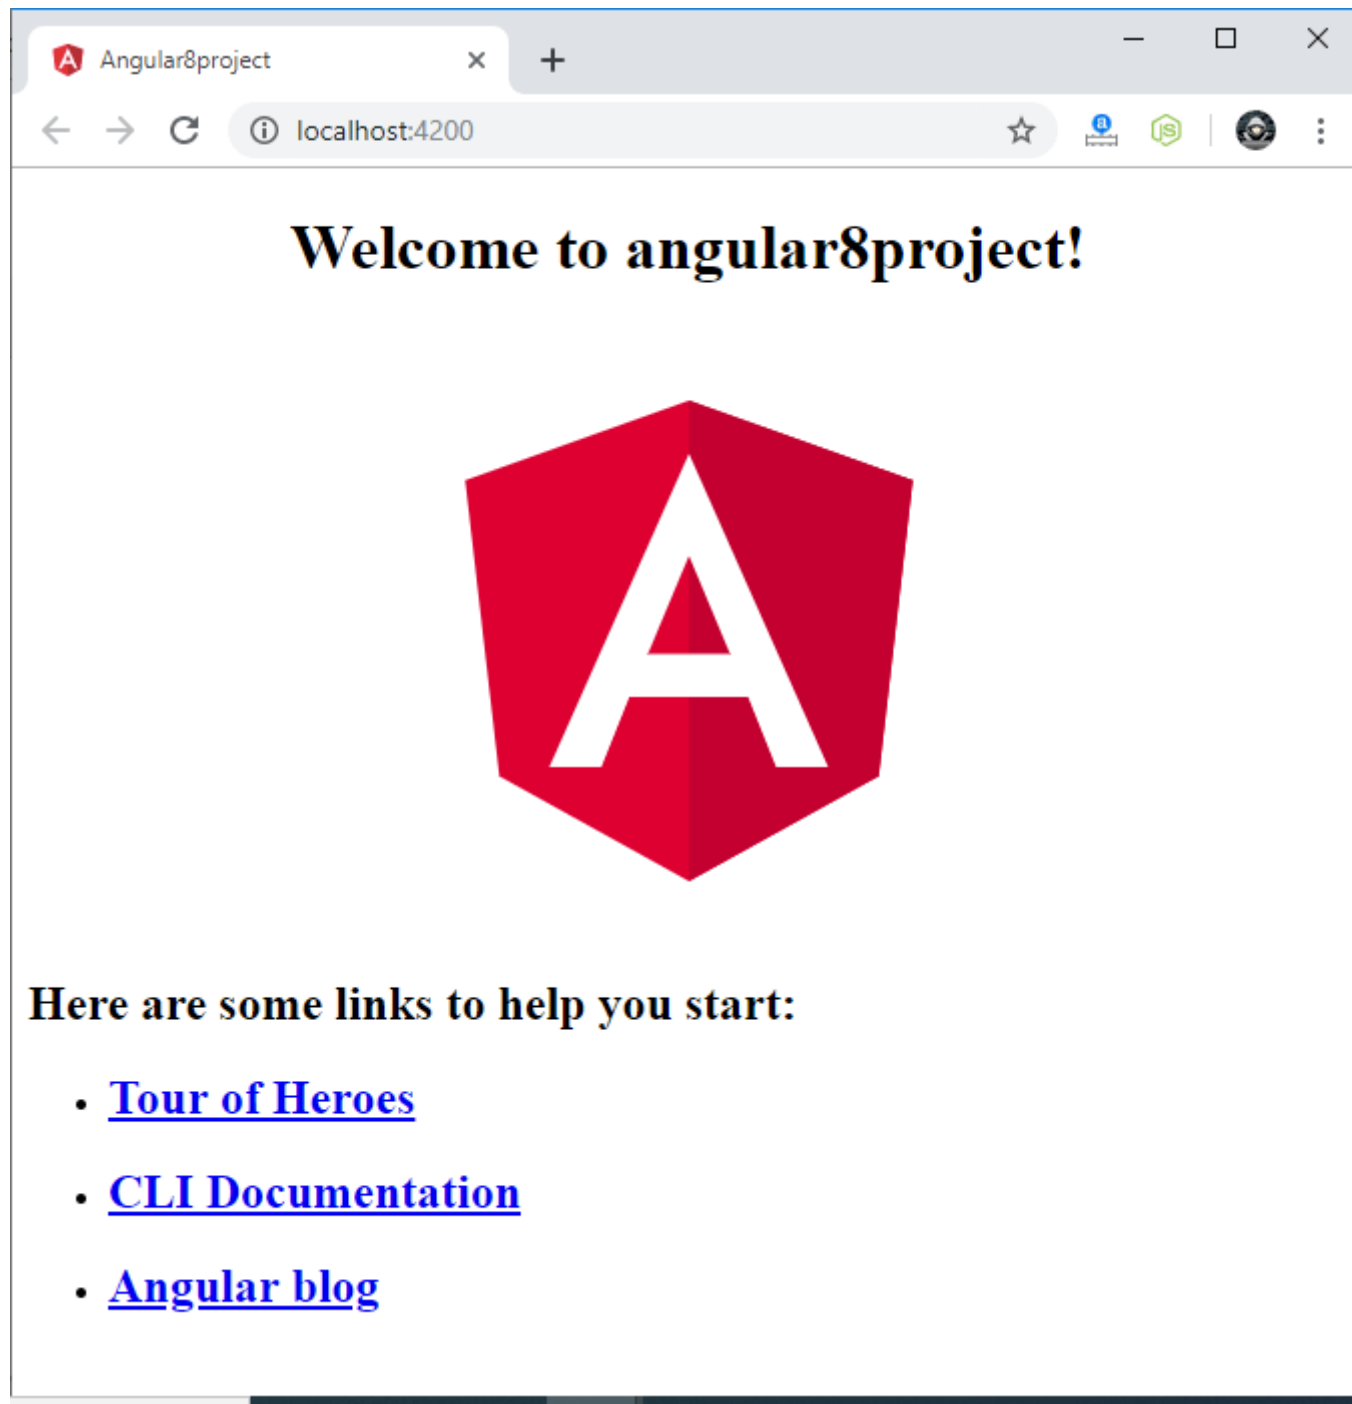 Angular8project
localhost:4200
Welcome to angular8project!
A
Here are some links to help you start:
Tour of Heroes
CLI Documentation
Angular blog